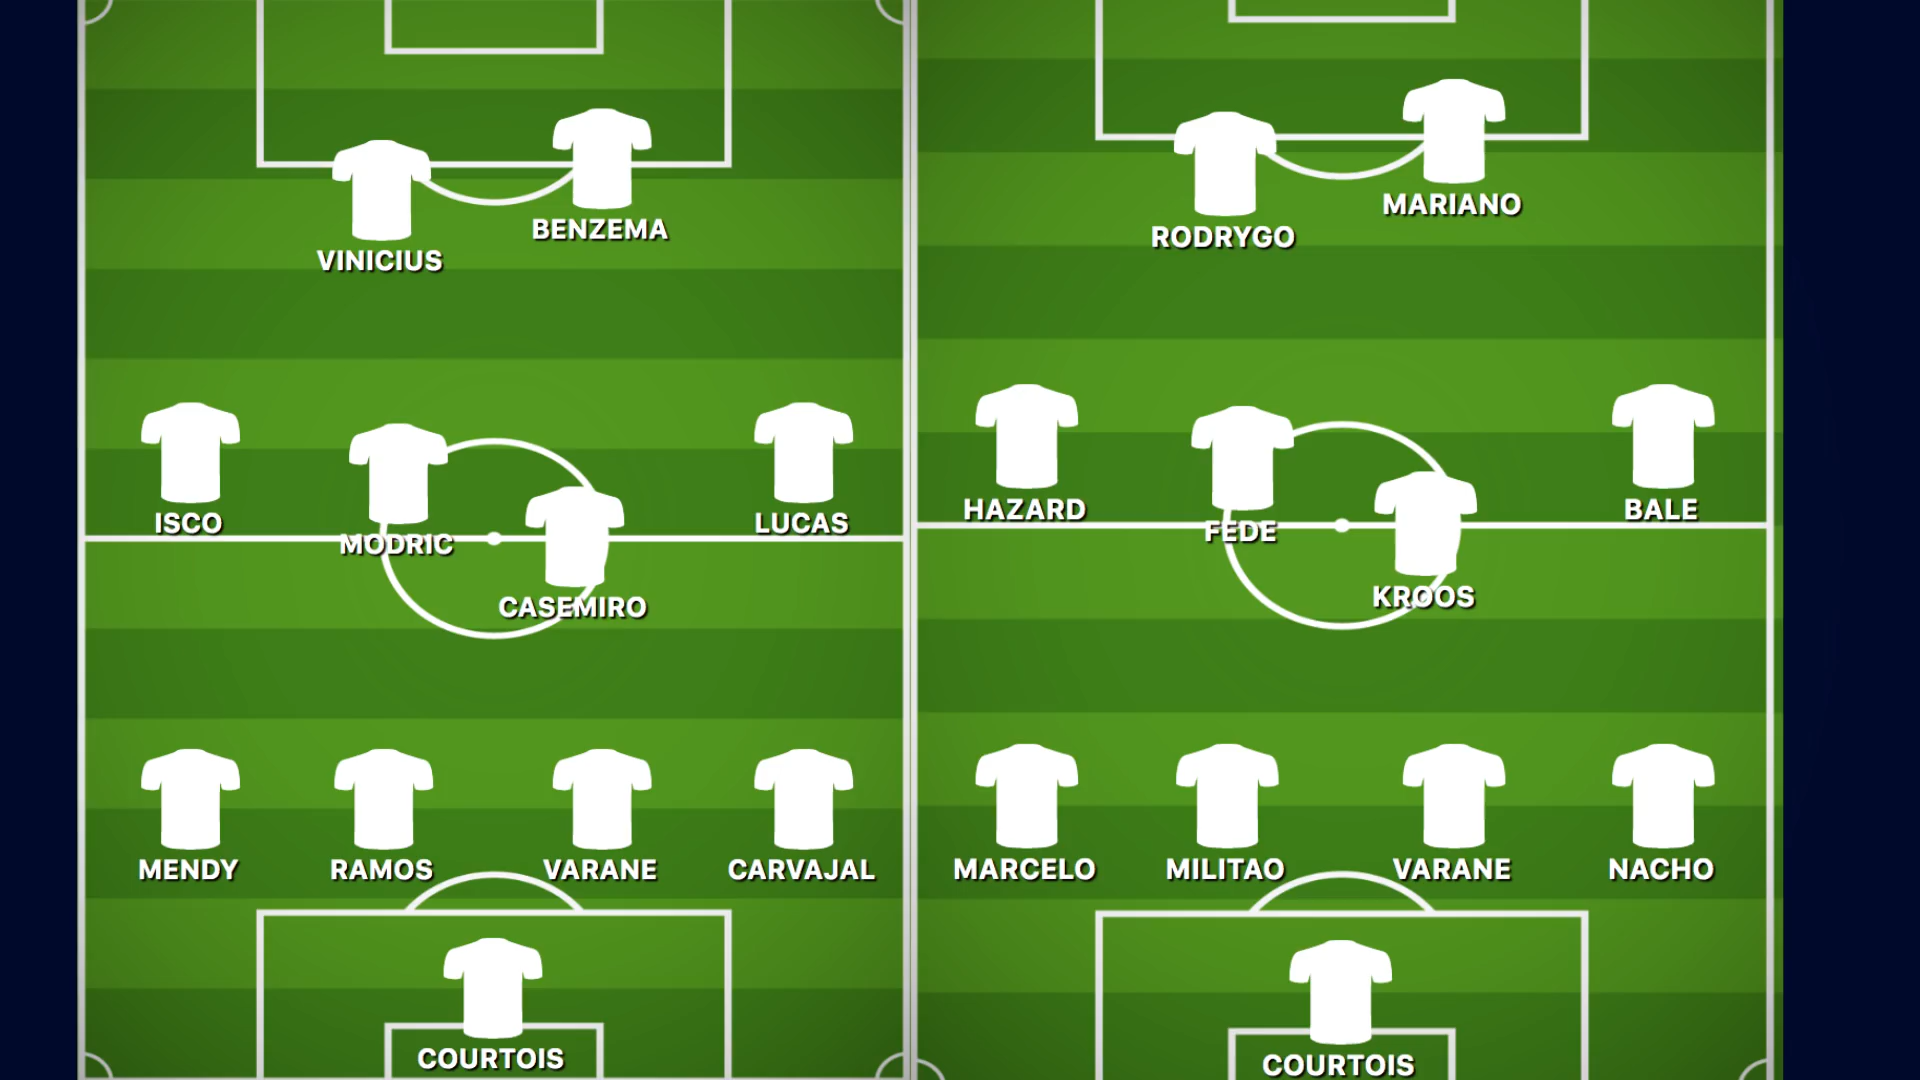 VINICIUS
BENZEMA
ISCO
MODRIC
CASEMIRO
LUCAS
MENDY
RAMOS
VARANE
CARVAJAL
COURTOIS
RODRYGO
MARIANO
HAZARD
FEDE
KROOS
BALE
MARCELO
MILITAO
VARANE
NACHO
COURTOIS